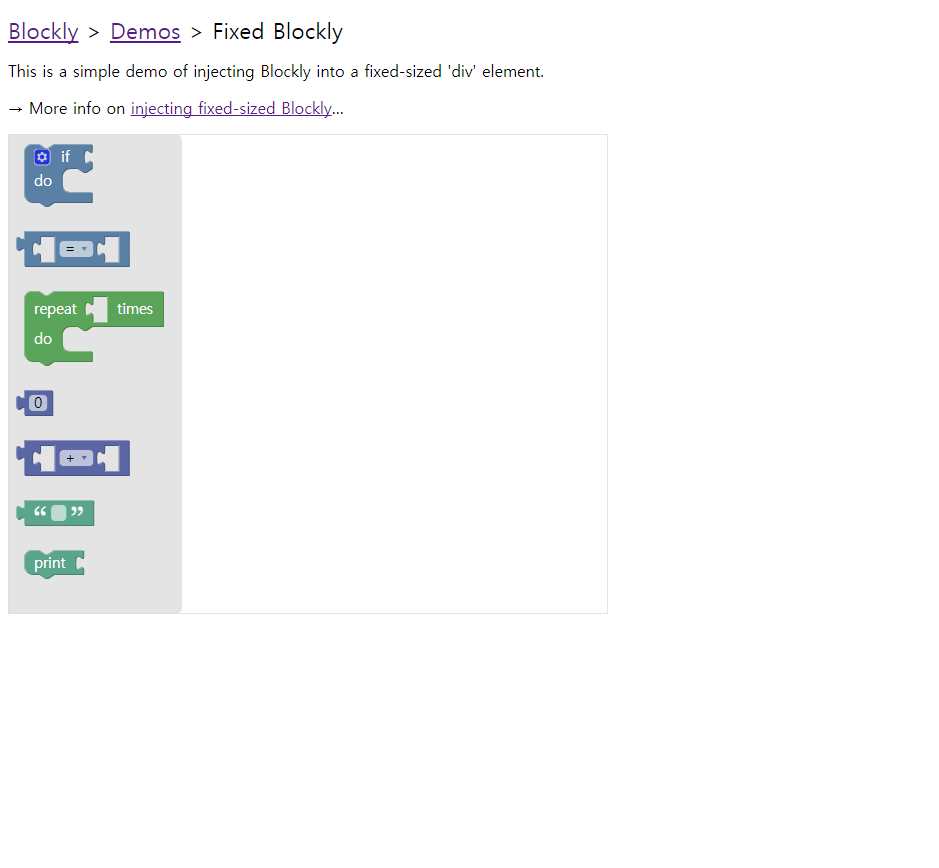 Blockly > Demos > Fixed Blockly
This is a simple demo of injecting Blockly into a fixed-sized 'div' element.
→ More info on injecting fixed-sized Blockly...
if
do
= ▾
repeat times
do
0
+ ▾
“ ”
print